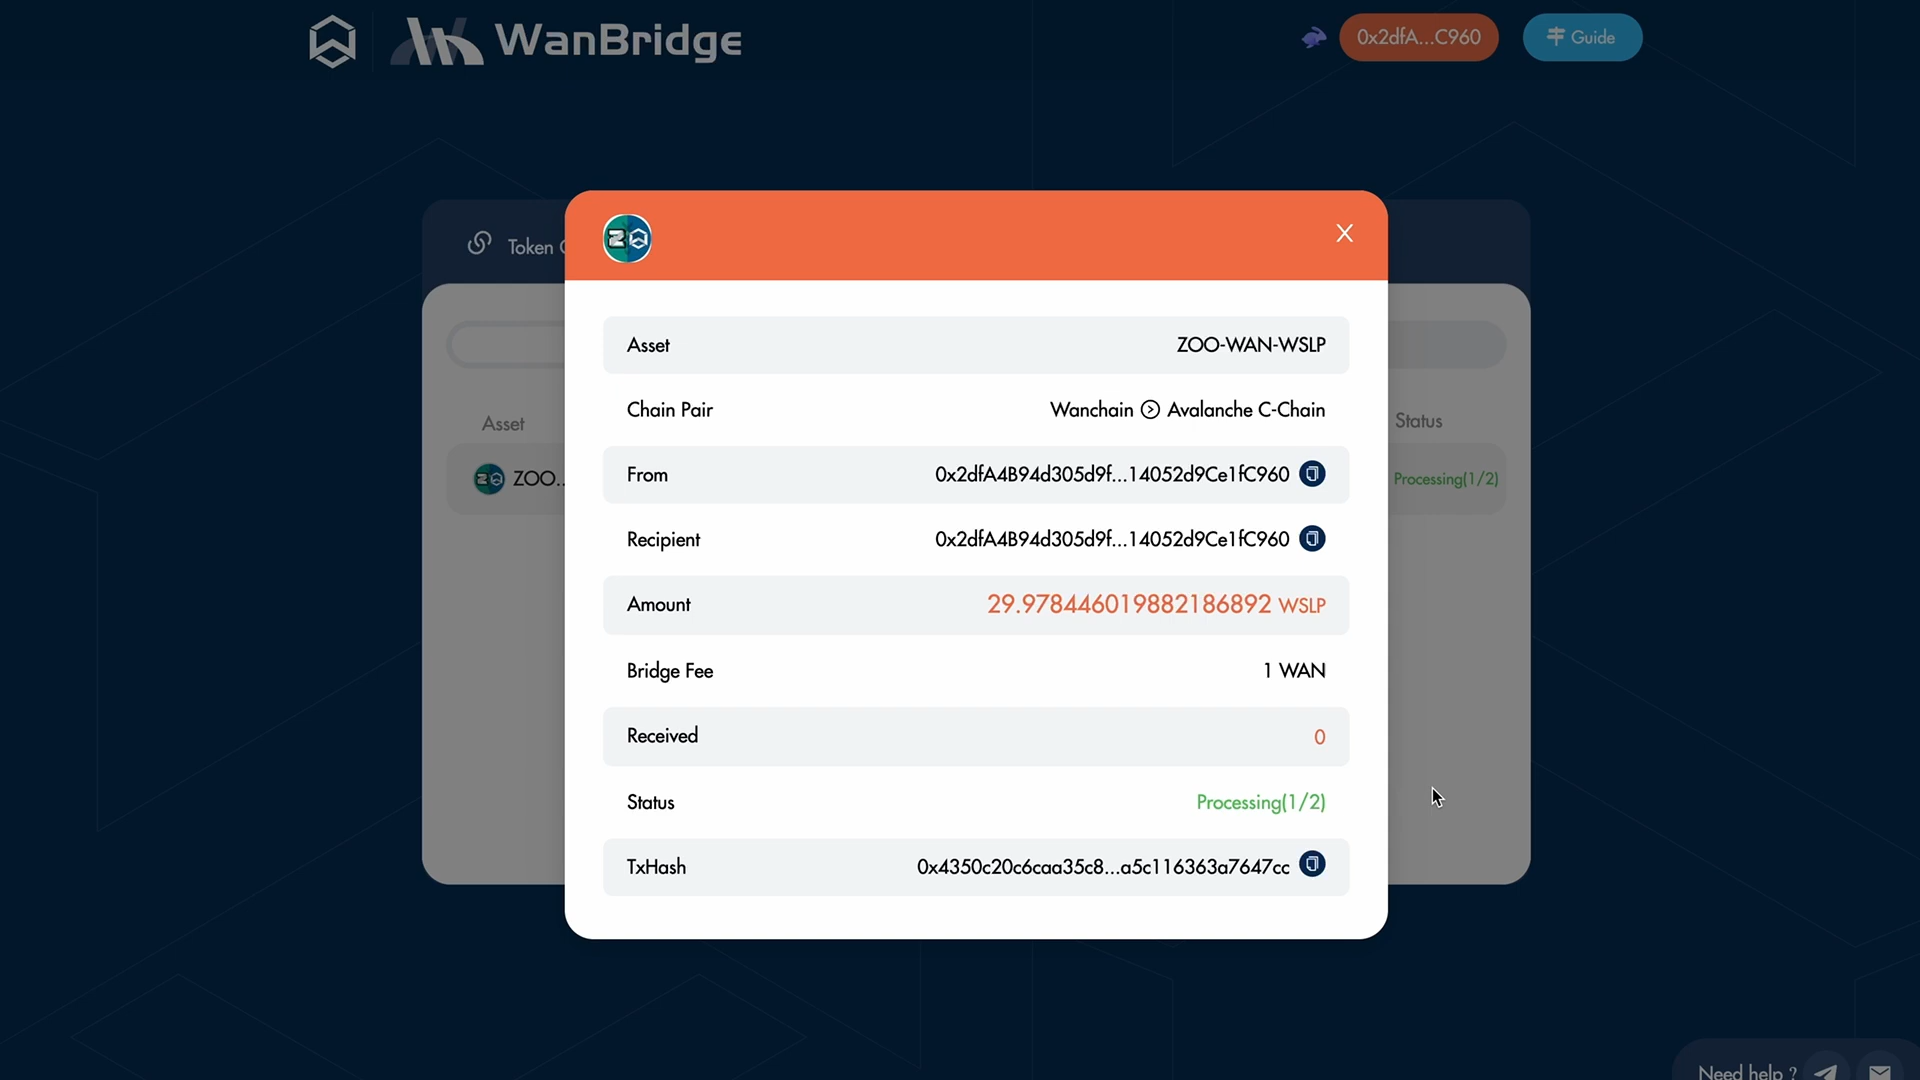 WanBridge
0x2dfA...C960
Guide
Token
Asset
ZOO-WAN-WSLP
Chain Pair
Wanchain Avalanche C-Chain
From
0x2dfA4B94d305d9f...14052d9Ce1fC960
Recipient
0x2dfA4B94d305d9f...14052d9Ce1fC960
Amount
29.978446019882186892 WSLP
Bridge Fee
1 WAN
Received
0
Status
Processing(1/2)
TxHash
0x4350c20c6caa35c8...a5c116363a7647cc
Asset
Status
ZOO...
Processing(1/2)
Need help ?